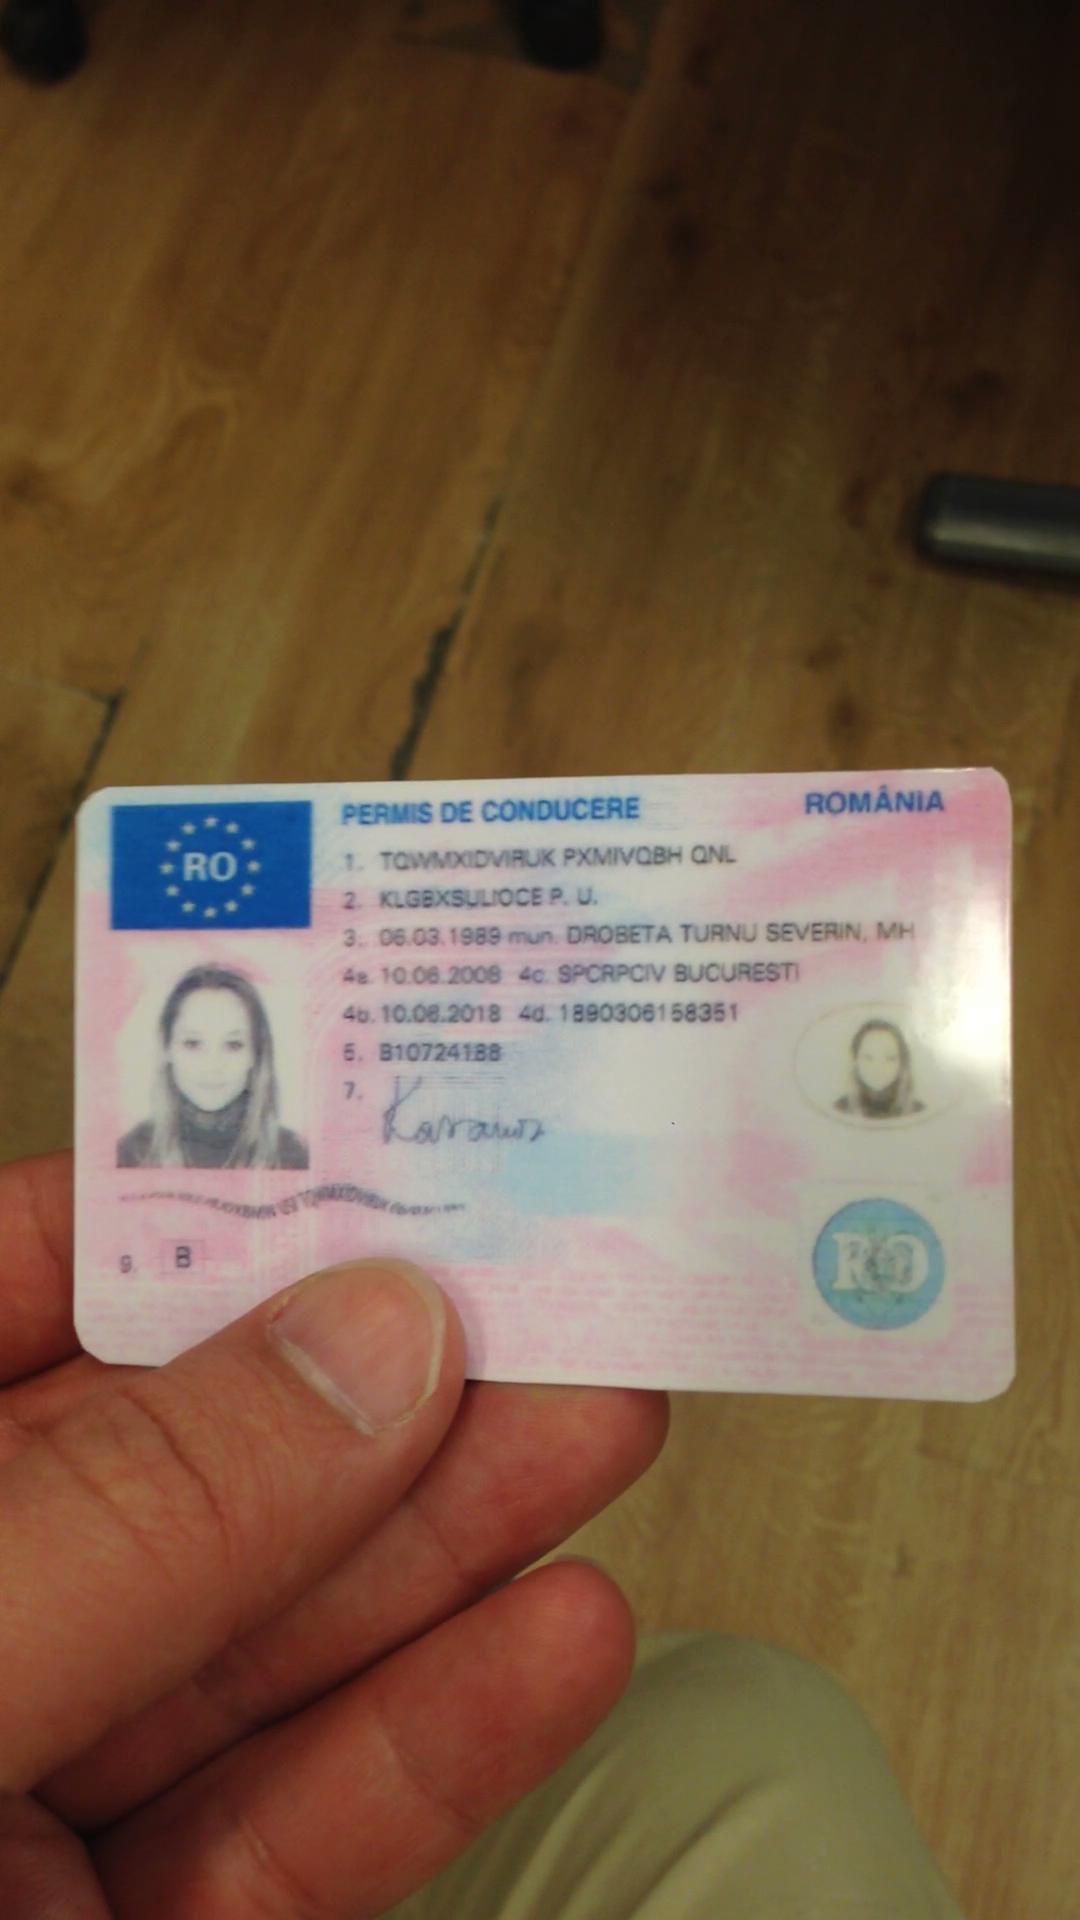 RO
PERMIS DE CONDUCERE
ROMÂNIA
1. TQWMXIDVIRUK PXMIVQBH QNL
2. KLGBXSULIOCE P. U.
3. 06.03.1989 mun. DROBETA TURNU SEVERIN, MH
4a. 10.06.2008 4c. SPCRPCIV BUCURESTI
4b. 10.06.2018 4d. 1890306158351
5. B10724188
7.
TQWMXIDVIRUK
9. B
RO